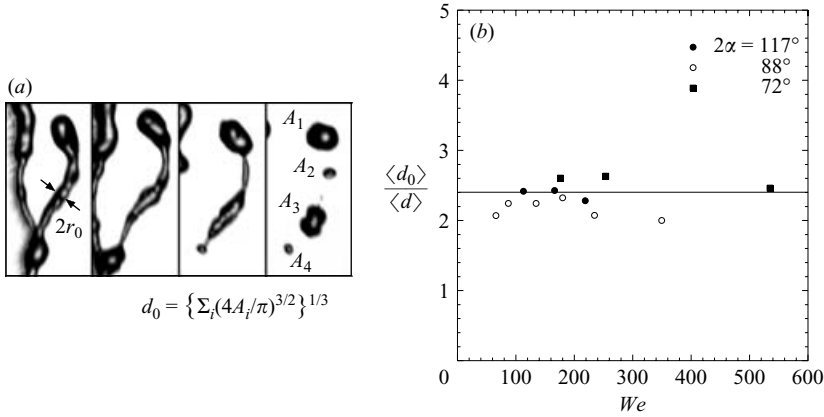 (a)
2r₀
A₁
A₂
A₃
A₄
d₀ = {Σᵢ(4Aᵢ/π)³/²}¹/³
(b)
2α = 117°
88°
72°
⟨d₀⟩
⟨d⟩
5
4
3
2
1
0 100 200 300 400 500 600
We